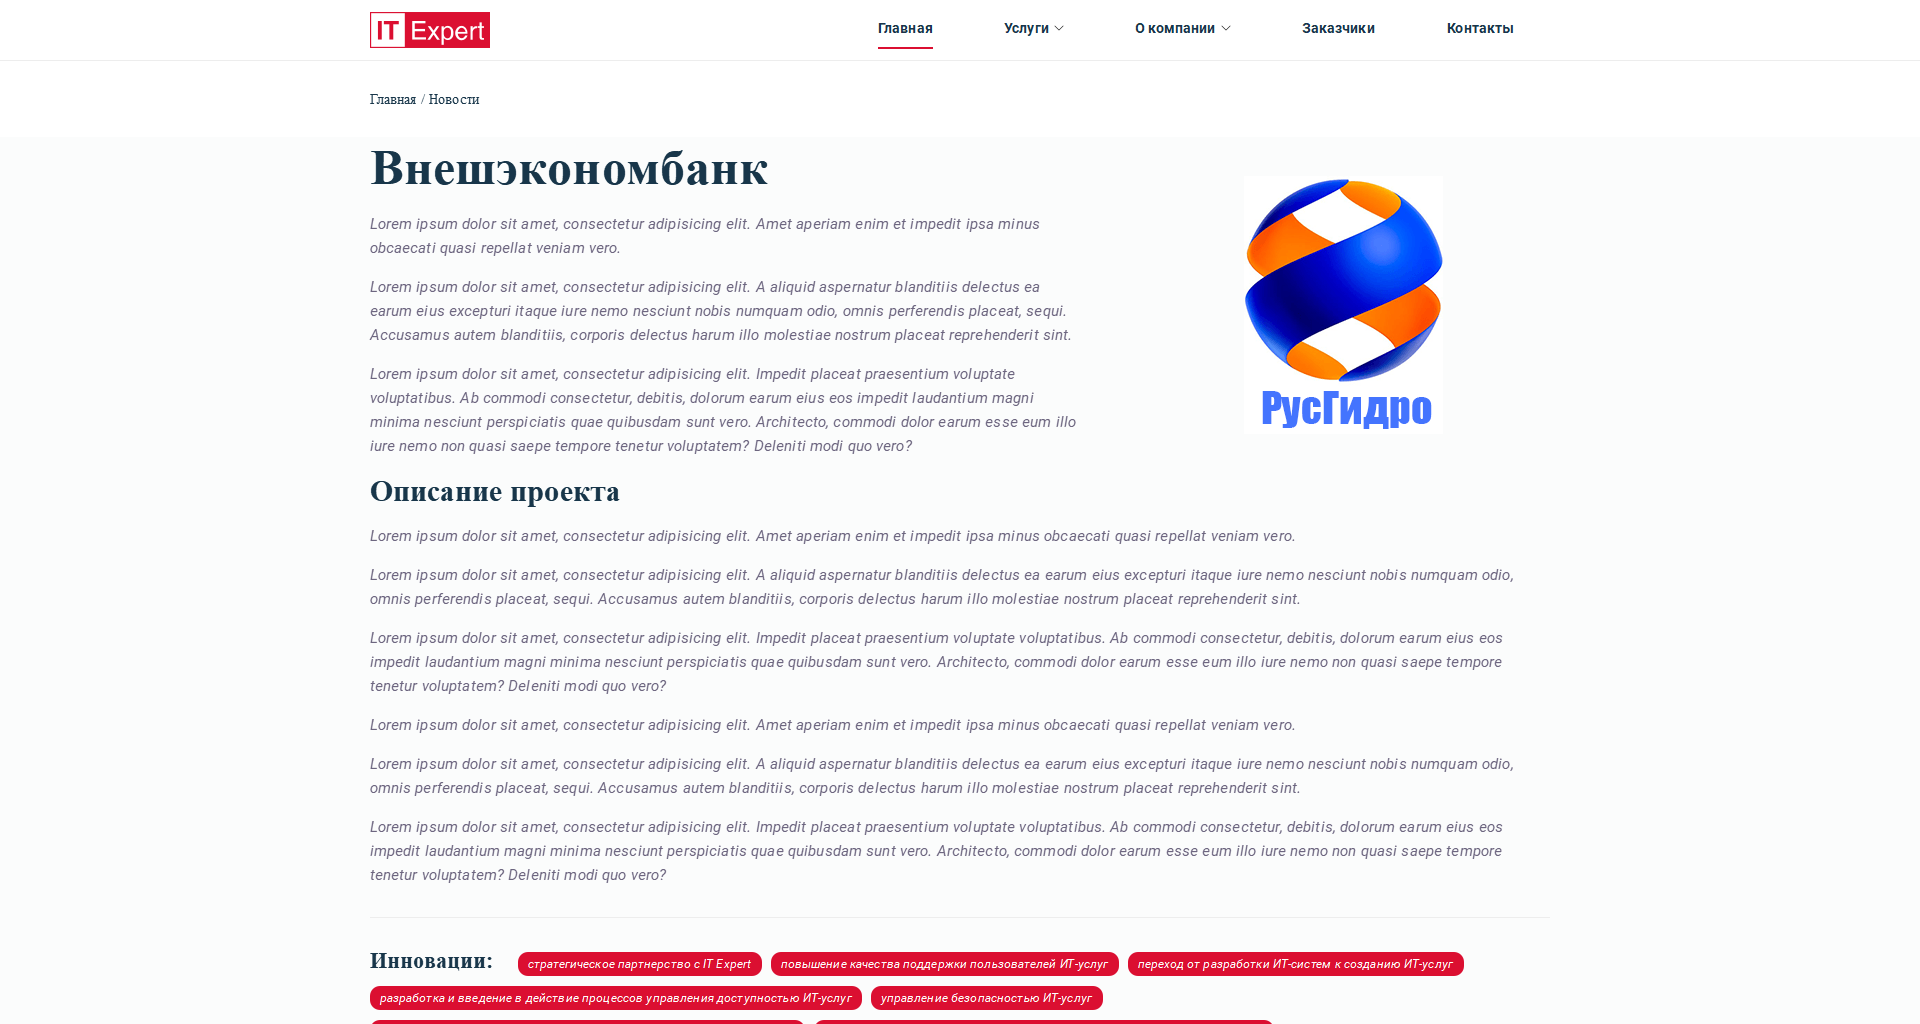 IT Expert
Главная Услуги О компании Заказчики Контакты
Главная / Новости
Внешэкономбанк
Lorem ipsum dolor sit amet, consectetur adipisicing elit. Amet aperiam enim et impedit ipsa minus
obcaecati quasi repellat veniam vero.
Lorem ipsum dolor sit amet, consectetur adipisicing elit. A aliquid aspernatur blanditiis delectus ea
earum eius excepturi itaque iure nemo nesciunt nobis numquam odio, omnis perferendis placeat, sequi.
Accusamus autem blanditiis, corporis delectus harum illo molestiae nostrum placeat reprehenderit sint.
Lorem ipsum dolor sit amet, consectetur adipisicing elit. Impedit placeat praesentium voluptate
voluptatibus. Ab commodi consectetur, debitis, dolorum earum eius eos impedit laudantium magni
minima nesciunt perspiciatis quae quibusdam sunt vero. Architecto, commodi dolor earum esse eum illo
iure nemo non quasi saepe tempore tenetur voluptatem? Deleniti modi quo vero?
РусГидро
Описание проекта
Lorem ipsum dolor sit amet, consectetur adipisicing elit. Amet aperiam enim et impedit ipsa minus obcaecati quasi repellat veniam vero.
Lorem ipsum dolor sit amet, consectetur adipisicing elit. A aliquid aspernatur blanditiis delectus ea earum eius excepturi itaque iure nemo nesciunt nobis numquam odio,
omnis perferendis placeat, sequi. Accusamus autem blanditiis, corporis delectus harum illo molestiae nostrum placeat reprehenderit sint.
Lorem ipsum dolor sit amet, consectetur adipisicing elit. Impedit placeat praesentium voluptate voluptatibus. Ab commodi consectetur, debitis, dolorum earum eius eos
impedit laudantium magni minima nesciunt perspiciatis quae quibusdam sunt vero. Architecto, commodi dolor earum esse eum illo iure nemo non quasi saepe tempore
tenetur voluptatem? Deleniti modi quo vero?
Lorem ipsum dolor sit amet, consectetur adipisicing elit. Amet aperiam enim et impedit ipsa minus obcaecati quasi repellat veniam vero.
Lorem ipsum dolor sit amet, consectetur adipisicing elit. A aliquid aspernatur blanditiis delectus ea earum eius excepturi itaque iure nemo nesciunt nobis numquam odio,
omnis perferendis placeat, sequi. Accusamus autem blanditiis, corporis delectus harum illo molestiae nostrum placeat reprehenderit sint.
Lorem ipsum dolor sit amet, consectetur adipisicing elit. Impedit placeat praesentium voluptate voluptatibus. Ab commodi consectetur, debitis, dolorum earum eius eos
impedit laudantium magni minima nesciunt perspiciatis quae quibusdam sunt vero. Architecto, commodi dolor earum esse eum illo iure nemo non quasi saepe tempore
tenetur voluptatem? Deleniti modi quo vero?
Инновации: стратегическое партнерство с IT Expert повышение качества поддержки пользователей ИТ-услуг переход от разработки ИТ-систем к созданию ИТ-услуг
разработка и введение в действие процессов управления доступностью ИТ-услуг управление безопасностью ИТ-услуг